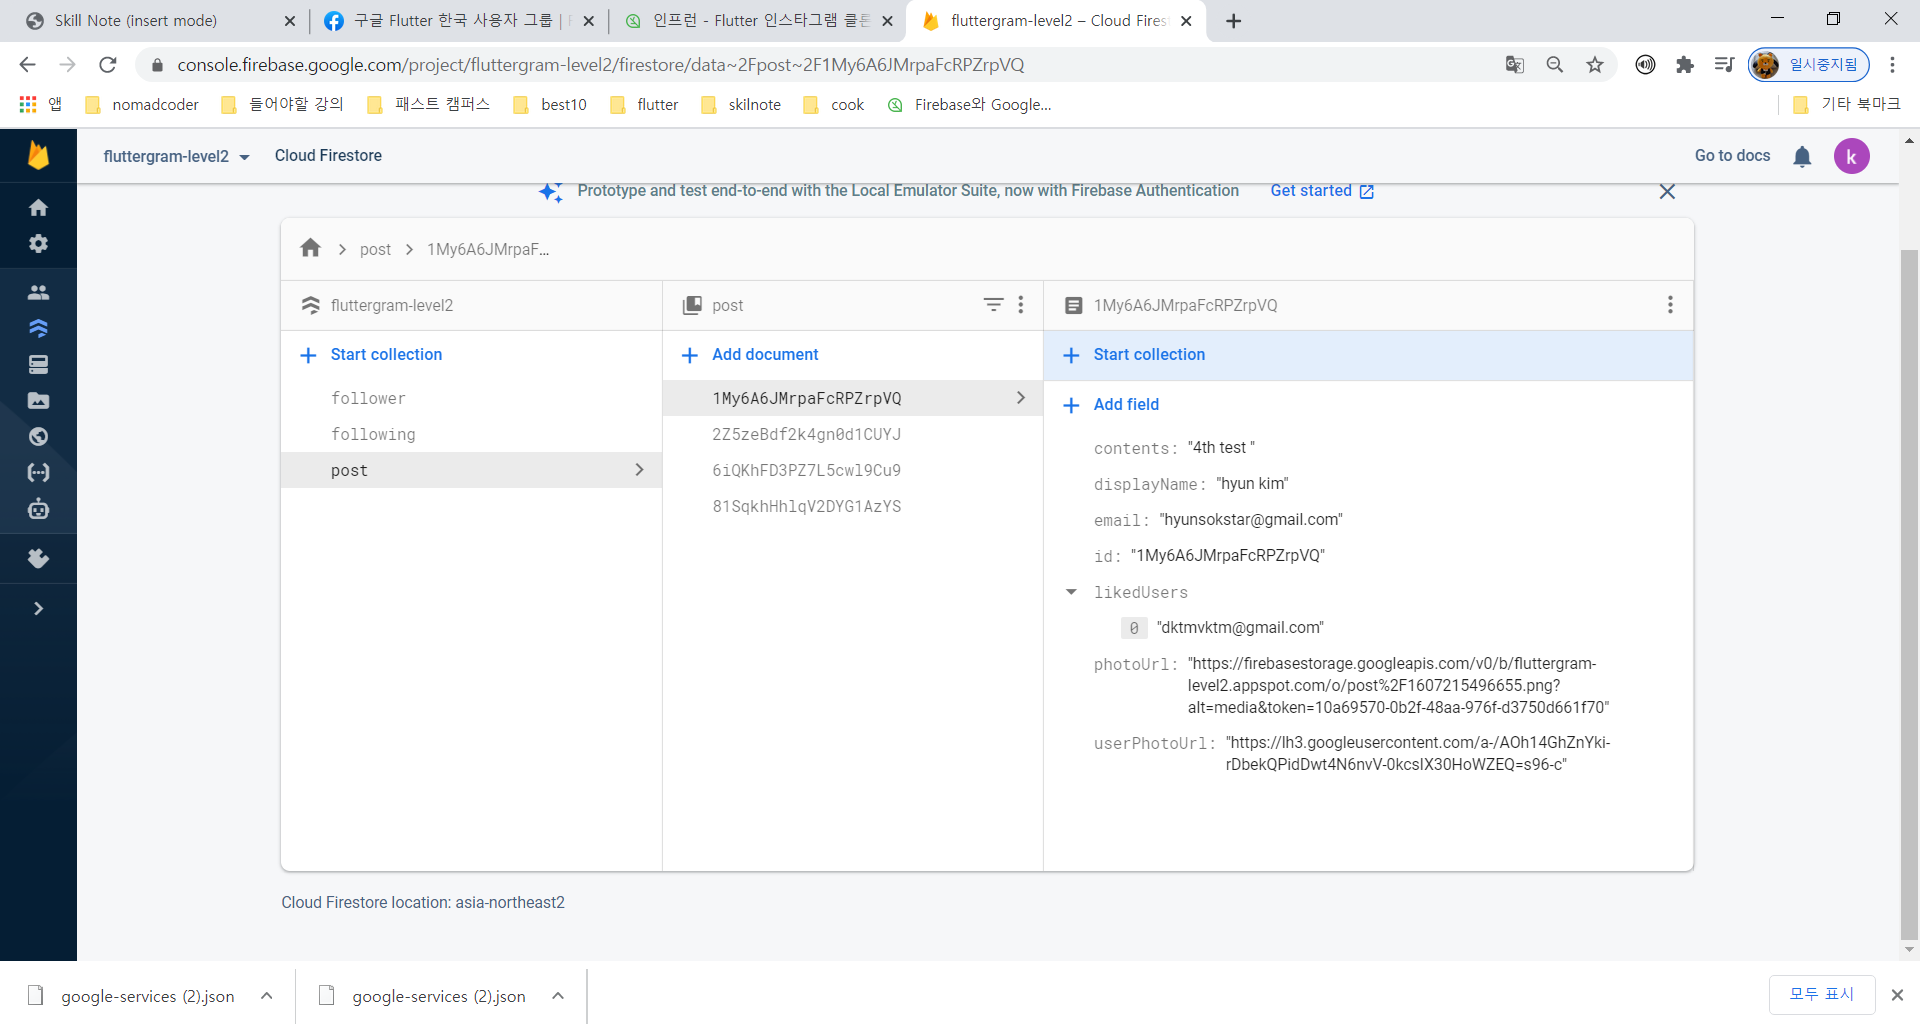 Skill Note (insert mode)
구글 Flutter 한국 사용자 그룹 | F
인프런 - Flutter 인스타그램 클론
fluttergram-level2 – Cloud Fires
console.firebase.google.com/project/fluttergram-level2/firestore/data~2Fpost~2F1My6A6JMrpaFcRPZrpVQ
일시중지됨
앱
nomadcoder
들어야할 강의
패스트 캠퍼스
best10
flutter
skilnote
cook
Firebase와 Google...
기타 북마크
fluttergram-level2
Cloud Firestore
Go to docs
k
Prototype and test end-to-end with the Local Emulator Suite, now with Firebase Authentication
Get started
post
1My6A6JMrpaF...
fluttergram-level2
post
1My6A6JMrpaFcRPZrpVQ
Start collection
Add document
Start collection
follower
following
post
1My6A6JMrpaFcRPZrpVQ
2Z5zeBdf2k4gn0d1CUYJ
6iQKhFD3PZ7L5cwl9Cu9
81SqkhHhlqV2DYG1AzYS
Add field
contents: "4th test "
displayName: "hyun kim"
email: "hyunsokstar@gmail.com"
id: "1My6A6JMrpaFcRPZrpVQ"
likedUsers
0 "dktmvktm@gmail.com"
photoUrl: "https://firebasestorage.googleapis.com/v0/b/fluttergram-
level2.appspot.com/o/post%2F1607215496655.png?
alt=media&token=10a69570-0b2f-48aa-976f-d3750d661f70"
userPhotoUrl: "https://lh3.googleusercontent.com/a-/AOh14GhZnYki-
rDbekQPidDwt4N6nvV-0kcsIX30HoWZEQ=s96-c"
Cloud Firestore location: asia-northeast2
google-services (2).json
google-services (2).json
모두 표시